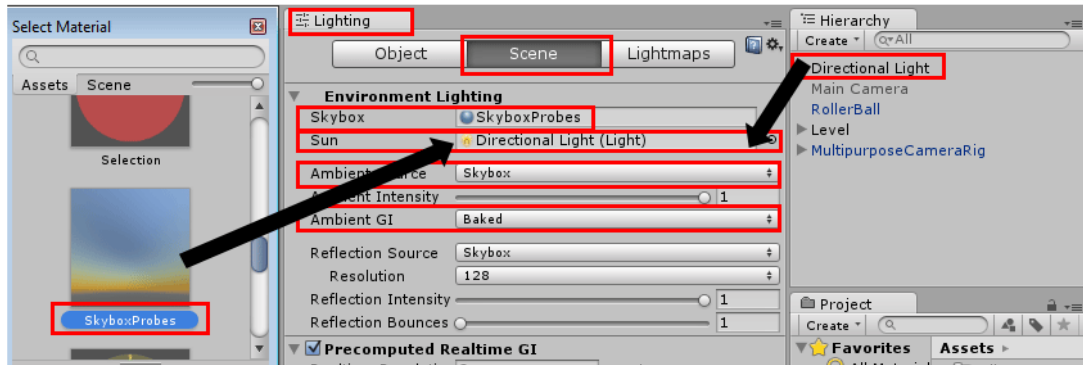 Select Material
Assets Scene
Selection
SkyboxProbes
Lighting
Object Scene Lightmaps
Environment Lighting
Skybox SkyboxProbes
Sun Directional Light (Light)
Ambient Skybox
Intensity 1
Ambient GI Baked
Reflection Source Skybox
Resolution 128
Reflection Intensity 1
Reflection Bounces 1
Precomputed Realtime GI
Hierarchy
Create All
Directional Light
Main Camera
RollerBall
Level
MultipurposeCameraRig
Project
Create
Favorites Assets